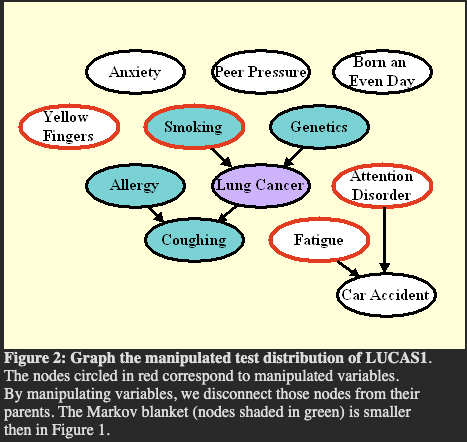 Anxiety
Peer Pressure
Born an
Even Day
Yellow
Fingers
Smoking
Genetics
Allergy
Lung Cancer
Attention
Disorder
Coughing
Fatigue
Car Accident
Figure 2: Graph the manipulated test distribution of LUCAS1.
The nodes circled in red correspond to manipulated variables.
By manipulating variables, we disconnect those nodes from their
parents. The Markov blanket (nodes shaded in green) is smaller
then in Figure 1.